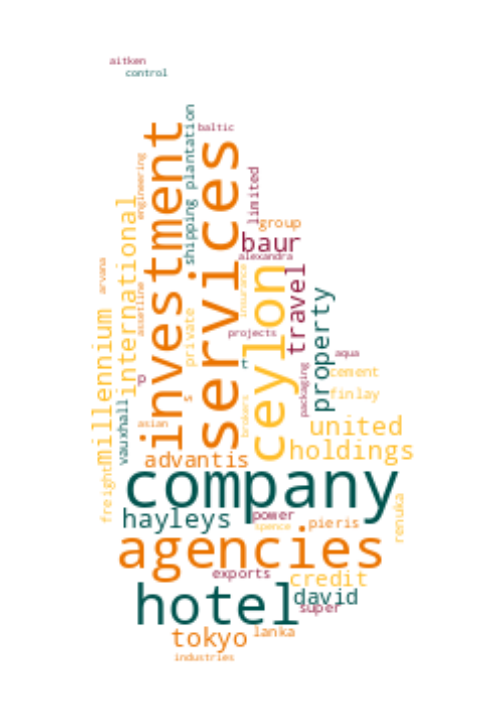 aitken
control
baltic
shipping plantation
investment
services
engineering
limited
group
baur
alexandra
international
arvana
assetline
private
insurance
ceylon
travel
property
millennium
projects
t
aqua
cement
p
s
packaging
finlay
vauxhall
asian
brokers
united
holdings
advantis
freight
company
renuka
hayleys
power
spence
pieris
agencies
exports
credit
hotel
david
super
tokyo
lanka
industries